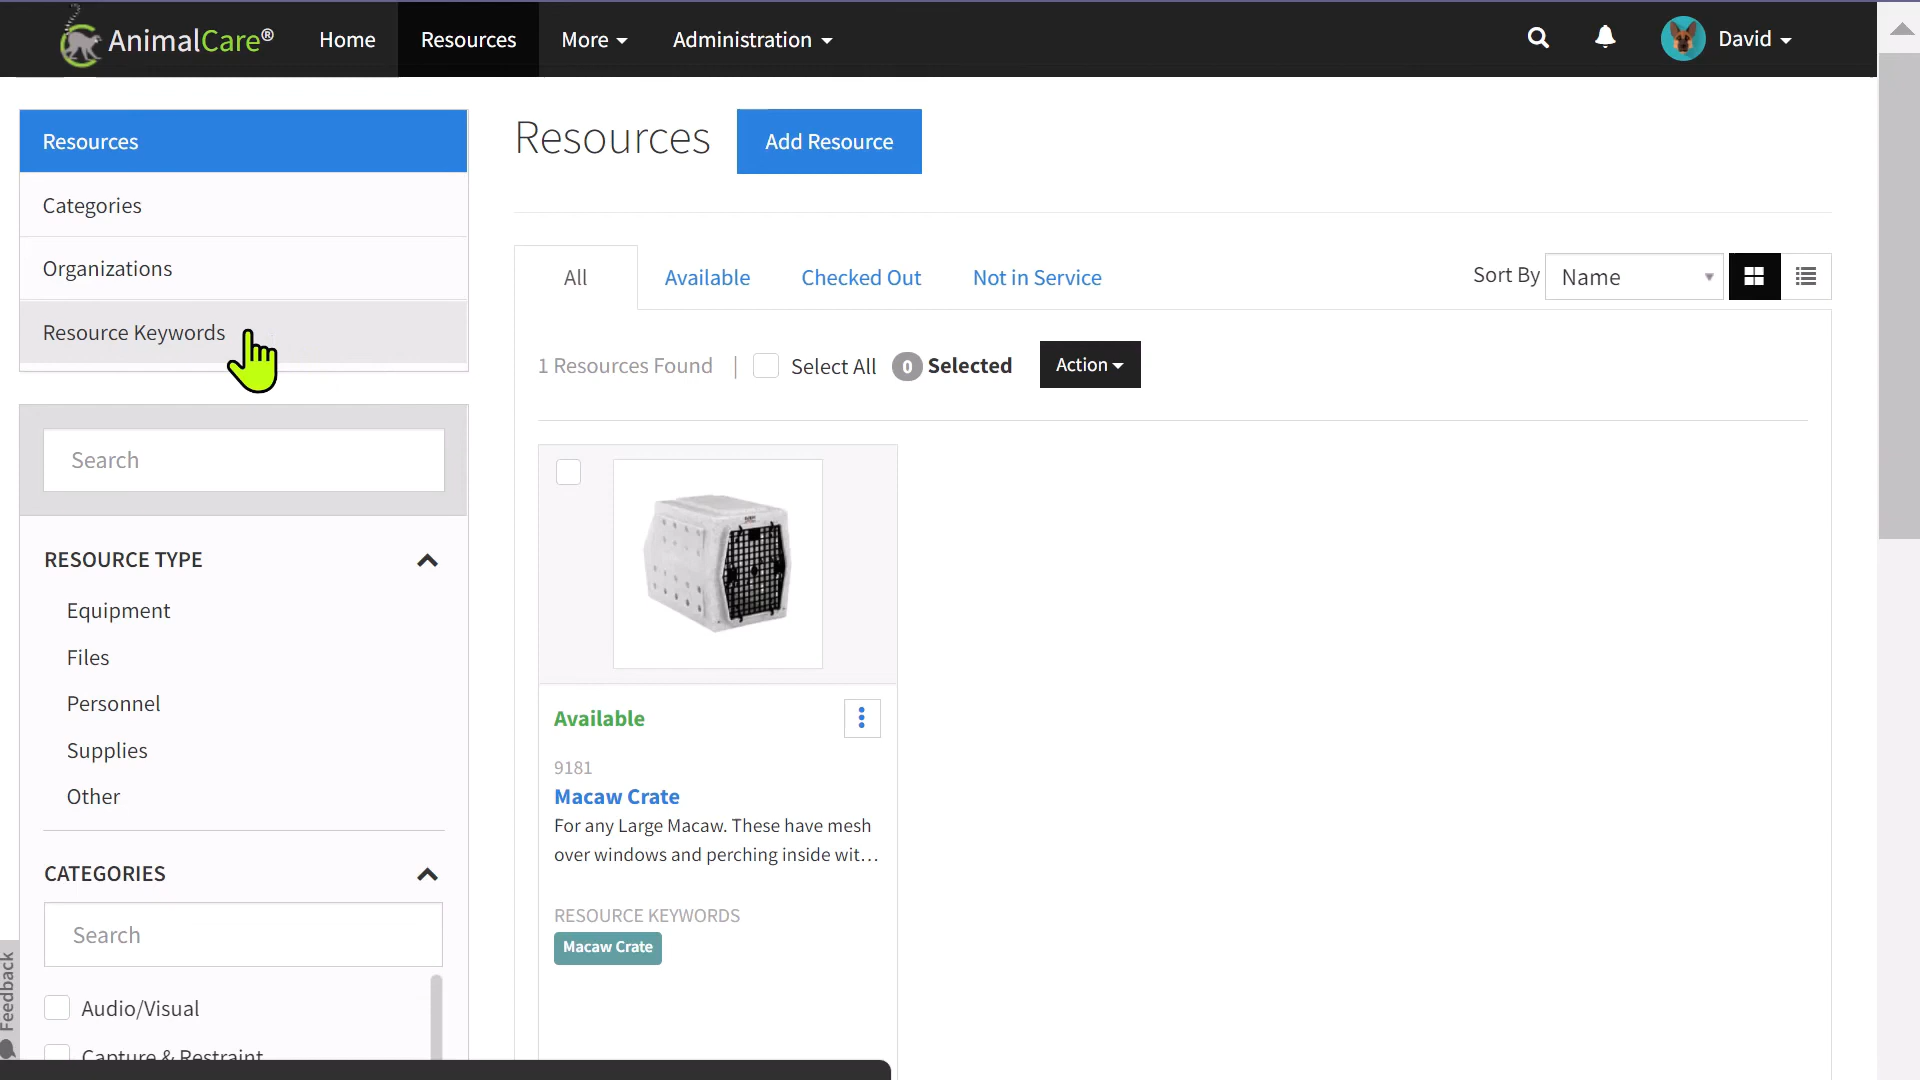 AnimalCare®
Home
Resources
More
Administration
David
Resources
Categories
Organizations
Resource Keywords
Search
RESOURCE TYPE
Equipment
Files
Personnel
Supplies
Other
CATEGORIES
Search
Audio/Visual
Capture & Restraint
Feedback
Resources
Add Resource
All
Available
Checked Out
Not in Service
Sort By
Name
1 Resources Found
|
Select All
0 Selected
Action
Available
9181
Macaw Crate
For any Large Macaw. These have mesh
over windows and perching inside wit…
RESOURCE KEYWORDS
Macaw Crate